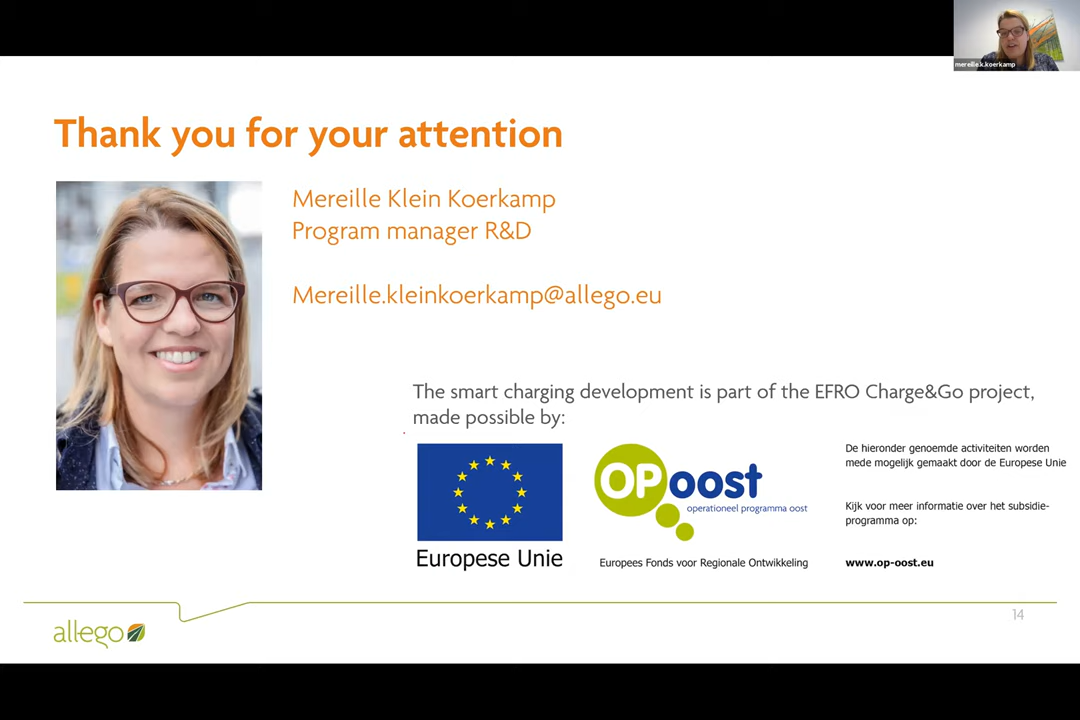 mereille.k.koerkamp
Thank you for your attention
Mereille Klein Koerkamp
Program manager R&D
Mereille.kleinkoerkamp@allego.eu
The smart charging development is part of the EFRO Charge&Go project,
made possible by:
Europese Unie
OPoost
operationeel programma oost
Europees Fonds voor Regionale Ontwikkeling
De hieronder genoemde activiteiten worden
mede mogelijk gemaakt door de Europese Unie
Kijk voor meer informatie over het subsidie-
programma op:
www.op-oost.eu
14
allego